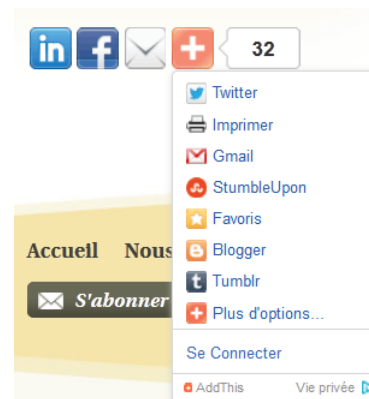 in f 32
Twitter
Imprimer
Gmail
StumbleUpon
Favoris
Blogger
Tumblr
Plus d'options...
Accueil Nous
S'abonner
Se Connecter
AddThis Vie privée